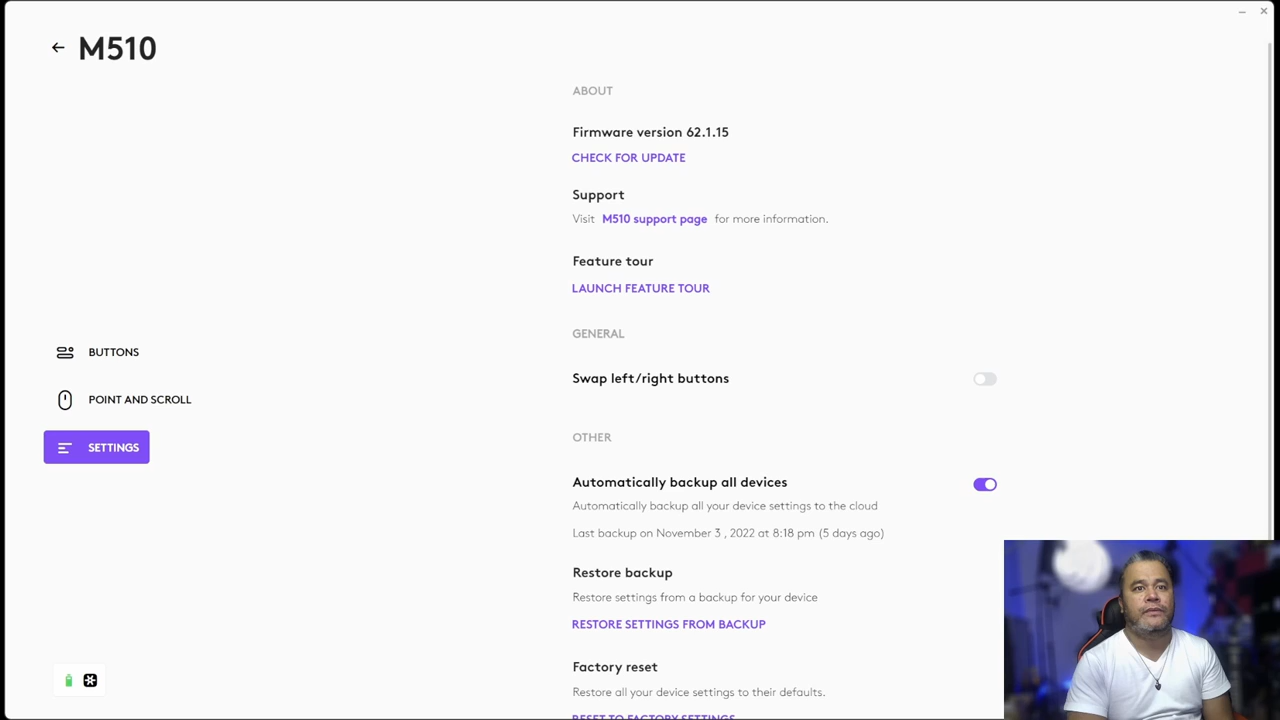 M510
ABOUT
Firmware version 62.1.15
CHECK FOR UPDATE
Support
Visit M510 support page for more information.
Feature tour
LAUNCH FEATURE TOUR
GENERAL
BUTTONS
Swap left/right buttons
POINT AND SCROLL
OTHER
SETTINGS
Automatically backup all devices
Automatically backup all your device settings to the cloud
Last backup on November 3 , 2022 at 8:18 pm (5 days ago)
Restore backup
Restore settings from a backup for your device
RESTORE SETTINGS FROM BACKUP
Factory reset
Restore all your device settings to their defaults.
RESET TO FACTORY SETTINGS